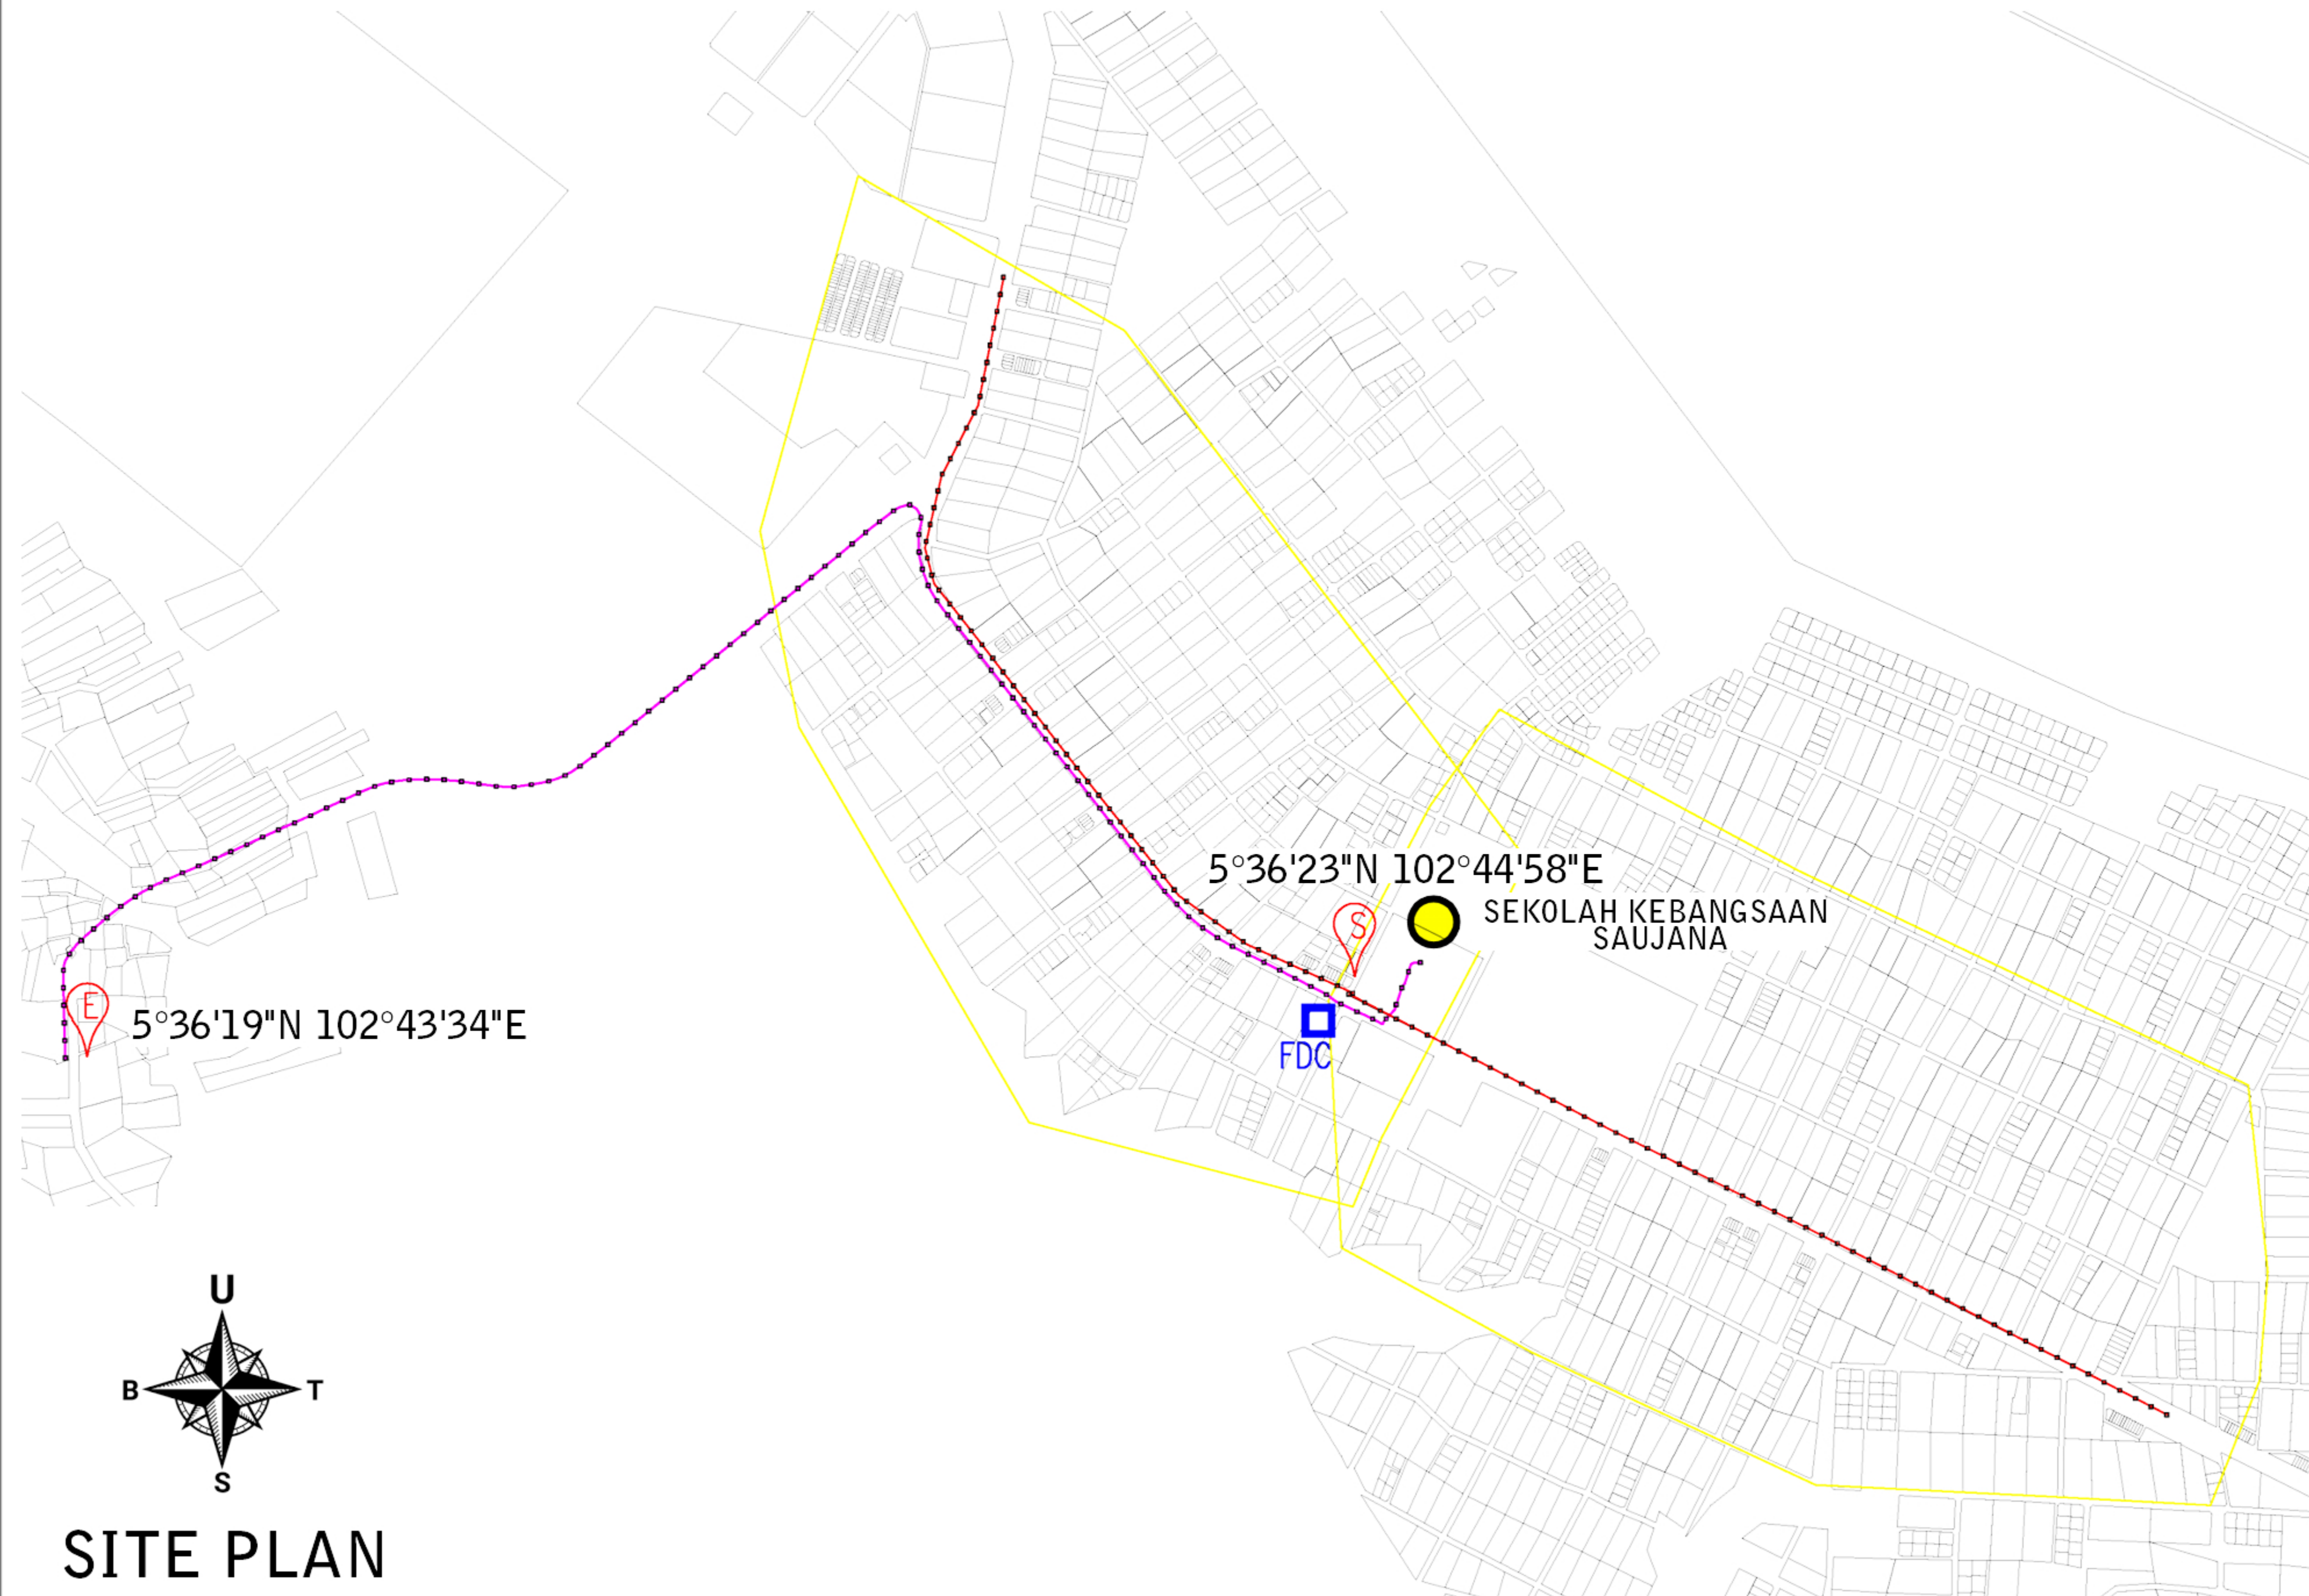 5°36'23"N 102°44'58"E
S
SEKOLAH KEBANGSAAN
SAUJANA
E
5°36'19"N 102°43'34"E
FDC
U
B
T
S
SITE PLAN